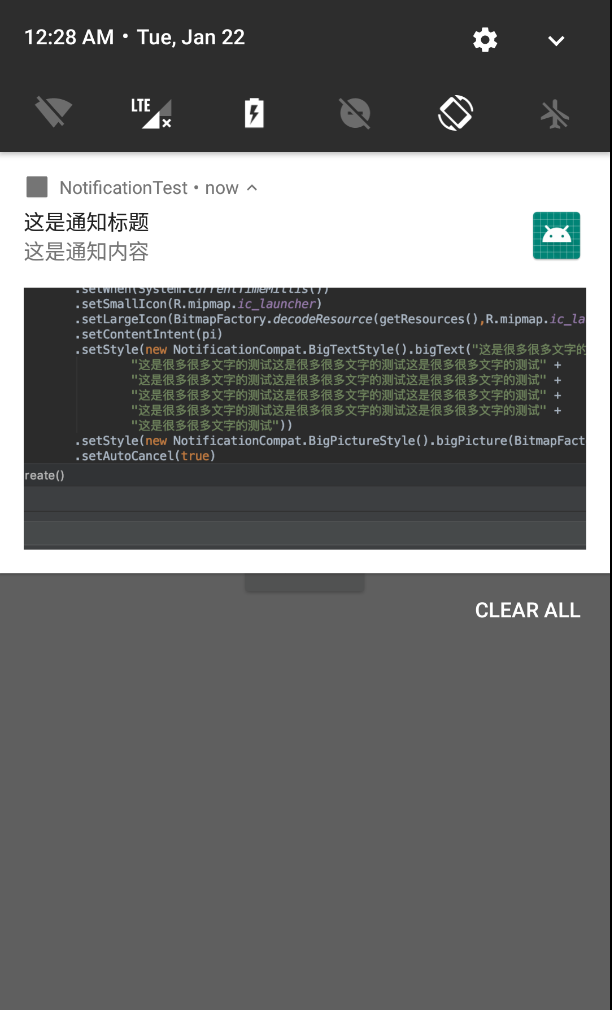 12:28 AM • Tue, Jan 22
LTE
NotificationTest • now
这是通知标题
这是通知内容
.setWhen(System.currentTimeMillis())
.setSmallIcon(R.mipmap.ic_launcher)
.setLargeIcon(BitmapFactory.decodeResource(getResources(),R.mipmap.ic_la
.setContentIntent(pi)
.setStyle(new NotificationCompat.BigTextStyle().bigText("这是很多很多文字的
"这是很多很多文字的测试这是很多很多文字的测试这是很多很多文字的测试" +
"这是很多很多文字的测试这是很多很多文字的测试这是很多很多文字的测试" +
"这是很多很多文字的测试这是很多很多文字的测试这是很多很多文字的测试" +
"这是很多很多文字的测试这是很多很多文字的测试这是很多很多文字的测试" +
"这是很多很多文字的测试"))
.setStyle(new NotificationCompat.BigPictureStyle().bigPicture(BitmapFact
.setAutoCancel(true)
reate()
CLEAR ALL